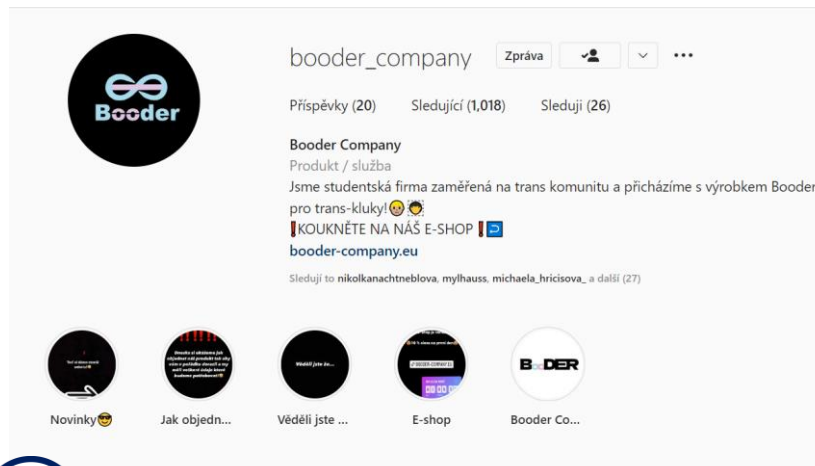 booder_company Zpráva
Booder
Příspěvky (20) Sledující (1,018) Sleduji (26)
Booder Company
Produkt / služba
Jsme studentská firma zaměřená na trans komunitu a přicházíme s výrobkem Booder
pro trans-kluky!👴🏼👨🏽
❗KOUKNĚTE NA NÁŠ E-SHOP❗↩️
booder-company.eu
Sledují to nikolkanachtneblova, mylhauss, michaela_hricisova_ a další (27)
Věděli jste že...
BooDER
Novinky😎 Jak objedn... Věděli jste ... E-shop Booder Co...